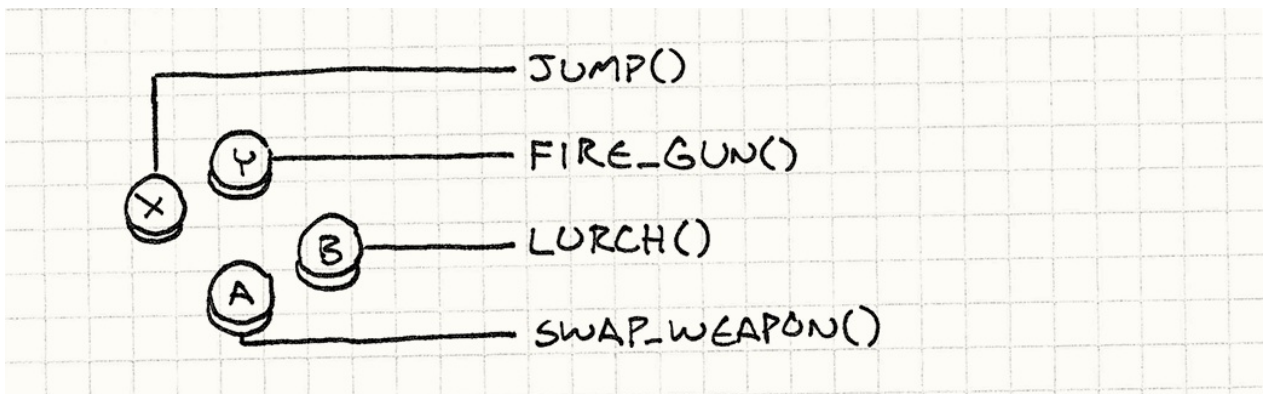 JUMP()
Y FIRE_GUN()
X
B LURCH()
A
SWAP_WEAPON()